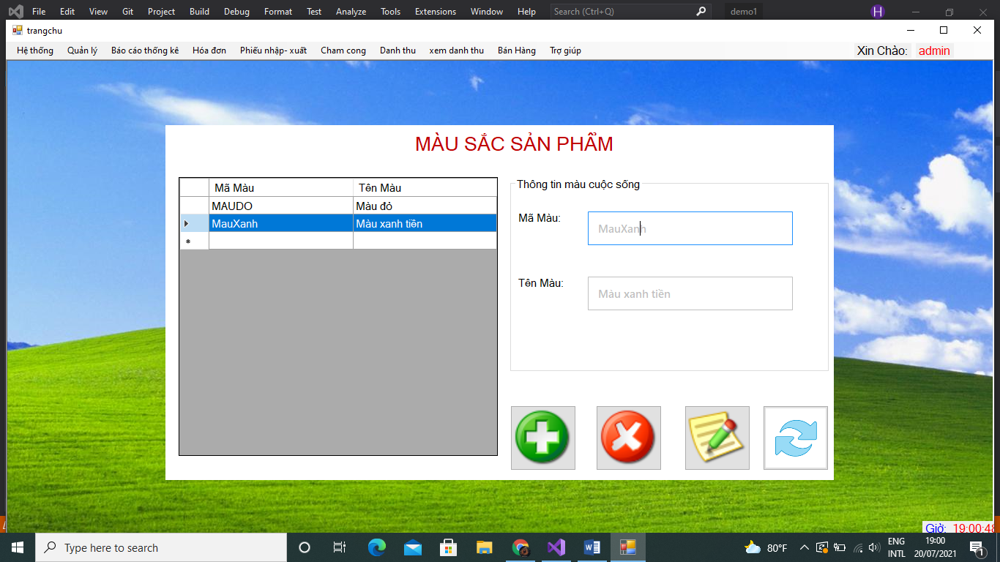 File Edit View Git Project Build Debug Format Test Analyze Tools Extensions Window Help Search (Ctrl+Q) demo1 H
trangchu
Hệ thống Quản lý Báo cáo thống kê Hóa đơn Phiếu nhập- xuất Cham cong Danh thu xem danh thu Bán Hàng Trợ giúp Xin Chào: admin
MÀU SẮC SẢN PHẨM
Mã Màu Tên Màu
MAUDO Màu đỏ
MauXanh Màu xanh tiền
Thông tin màu cuộc sống
Mã Màu: MauXanh
Tên Màu: Màu xanh tiền
Giờ: 19:00:48
Type here to search 80°F ENG 19:00
INTL 20/07/2021 1